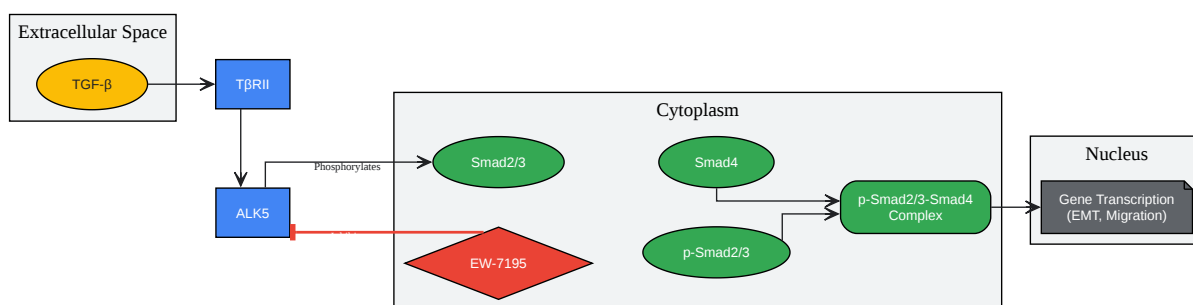 Extracellular Space
TGF-β
TβRII
ALK5
Phosphorylates
Cytoplasm
Smad2/3
EW-7195
Smad4
p-Smad2/3
p-Smad2/3-Smad4
Complex
Nucleus
Gene Transcription
(EMT, Migration)